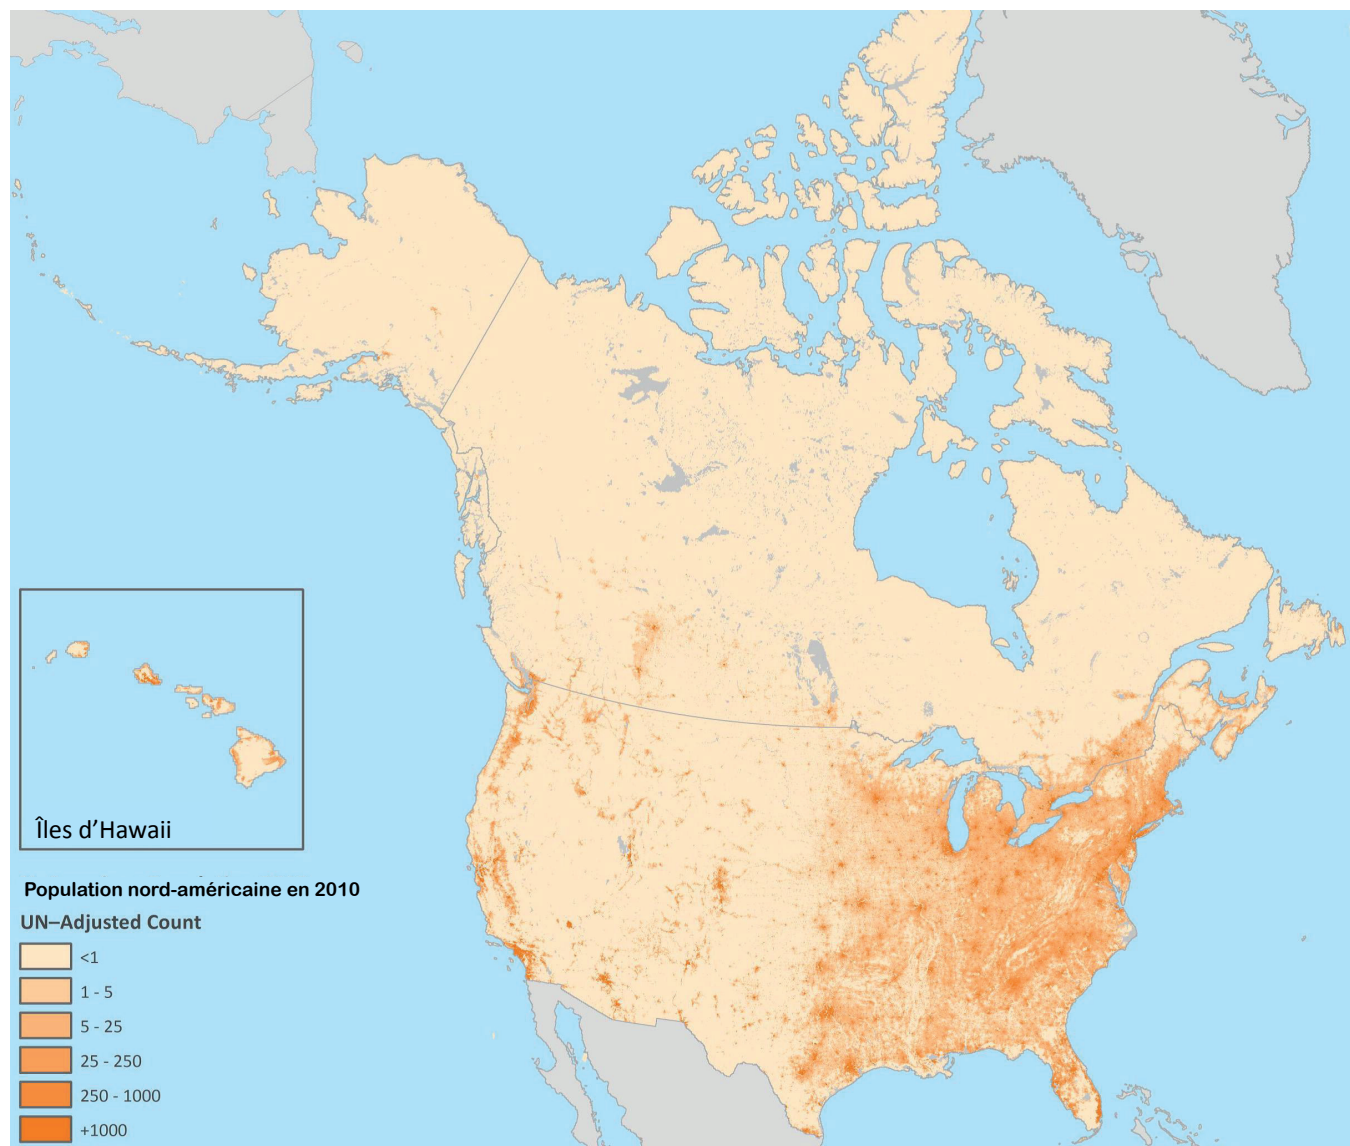 Îles d'Hawaii
Population nord-américaine en 2010
UN–Adjusted Count
<1
1 - 5
5 - 25
25 - 250
250 - 1000
+1000